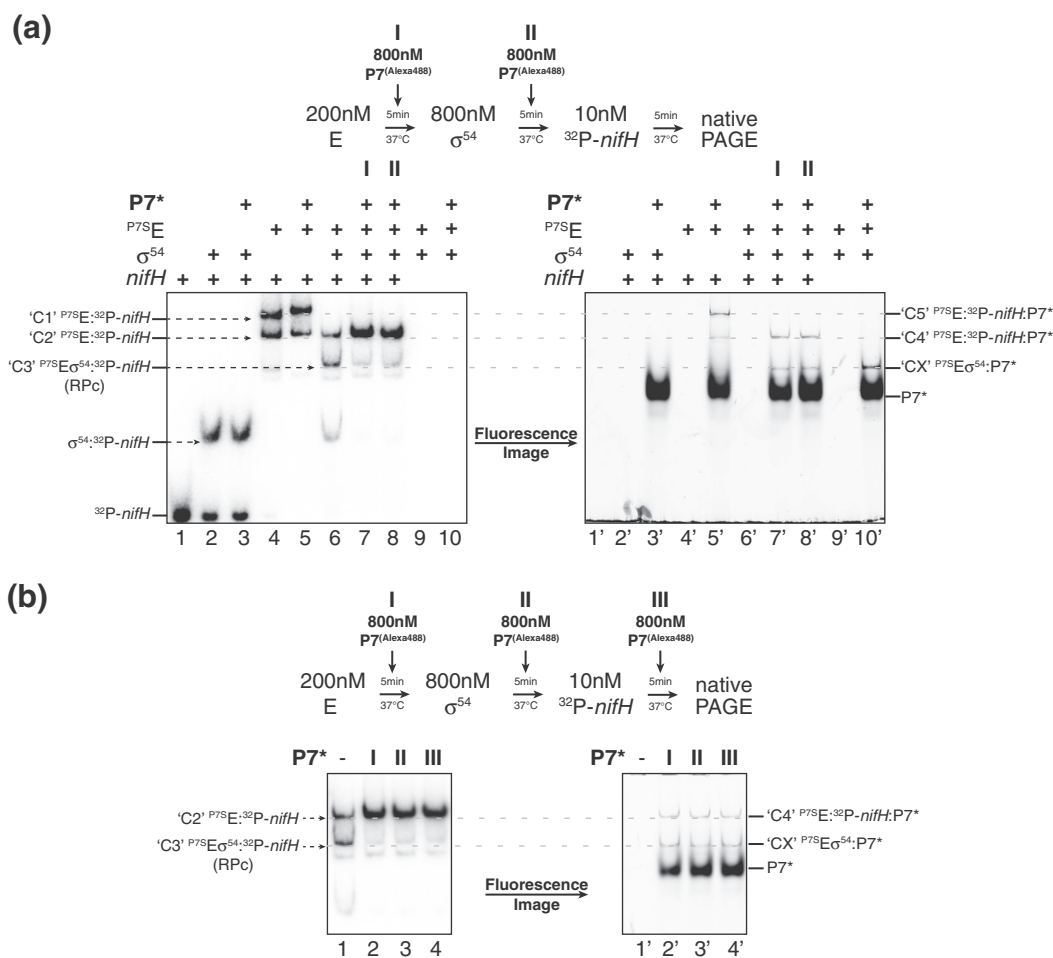 (a)
I II
800nM 800nM
P7(Alexa488) P7(Alexa488)
200nM 5min 800nM 5min 10nM 5min native
E 37°C σ54 37°C 32P-nifH 37°C PAGE
I II I II
P7* + + + + + P7* + + + + +
P7SE + + + + + + + P7SE + + + + + + +
σ54 + + + + + + + σ54 + + + + + + +
nifH + + + + + + + + nifH + + + + + + +
'C1' P7SE:32P-nifH 'C5' P7SE:32P-nifH:P7*
'C2' P7SE:32P-nifH 'C4' P7SE:32P-nifH:P7*
'C3' P7SEσ54:32P-nifH 'CX' P7SEσ54:P7*
(RPc) P7*
σ54:32P-nifH
Fluorescence
Image
32P-nifH
1 2 3 4 5 6 7 8 9 10 1' 2' 3' 4' 5' 6' 7' 8' 9' 10'
(b)
I II III
800nM 800nM 800nM
P7(Alexa488) P7(Alexa488) P7(Alexa488)
200nM 5min 800nM 5min 10nM 5min native
E 37°C σ54 37°C 32P-nifH 37°C PAGE
P7* - I II III P7* - I II III
'C2' P7SE:32P-nifH 'C4' P7SE:32P-nifH:P7*
'C3' P7SEσ54:32P-nifH 'CX' P7SEσ54:P7*
(RPc) P7*
Fluorescence
Image
1 2 3 4 1' 2' 3' 4'